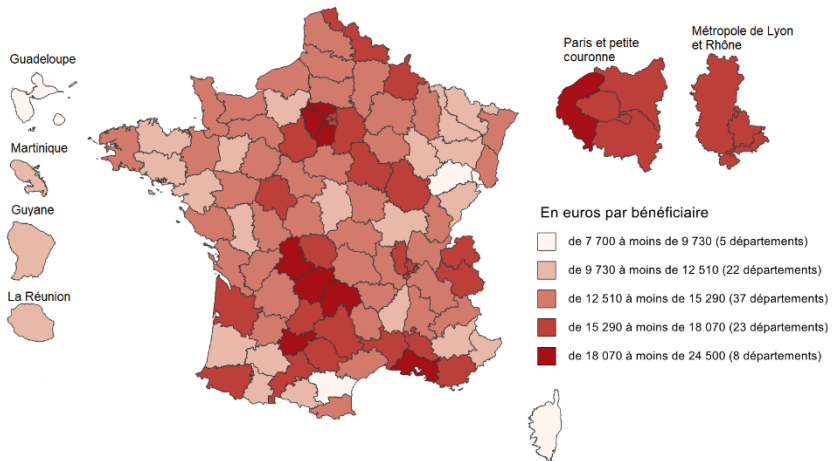 Guadeloupe
Martinique
Guyane
La Réunion
Paris et petite
couronne
Métropole de Lyon
et Rhône
En euros par bénéficiaire
de 7 700 à moins de 9 730 (5 départements)
de 9 730 à moins de 12 510 (22 départements)
de 12 510 à moins de 15 290 (37 départements)
de 15 290 à moins de 18 070 (23 départements)
de 18 070 à moins de 24 500 (8 départements)